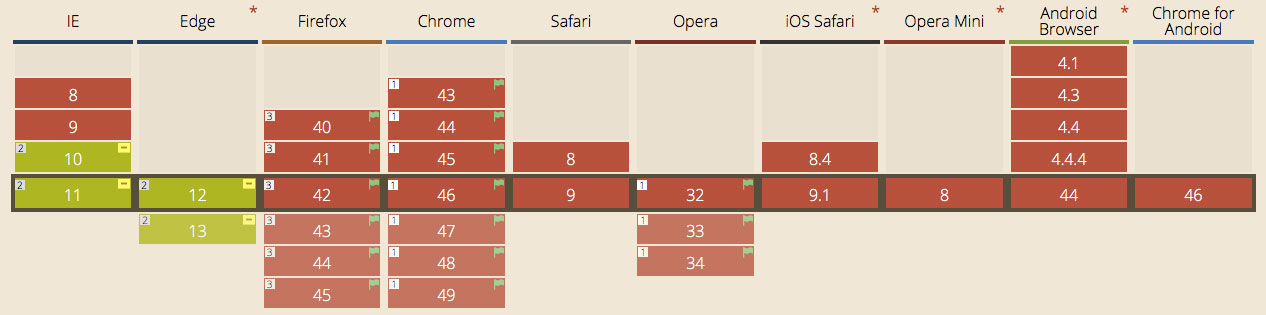 IE Edge * Firefox Chrome Safari Opera iOS Safari * Opera Mini * Android Browser * Chrome for Android
4.1
8 1 43 4.3
9 3 40 1 44 4.4
2 10 3 41 1 45 8 8.4 4.4.4
2 11 2 12 3 42 1 46 9 1 32 9.1 8 44 46
2 13 3 43 1 47 1 33
3 44 1 48 1 34
3 45 1 49